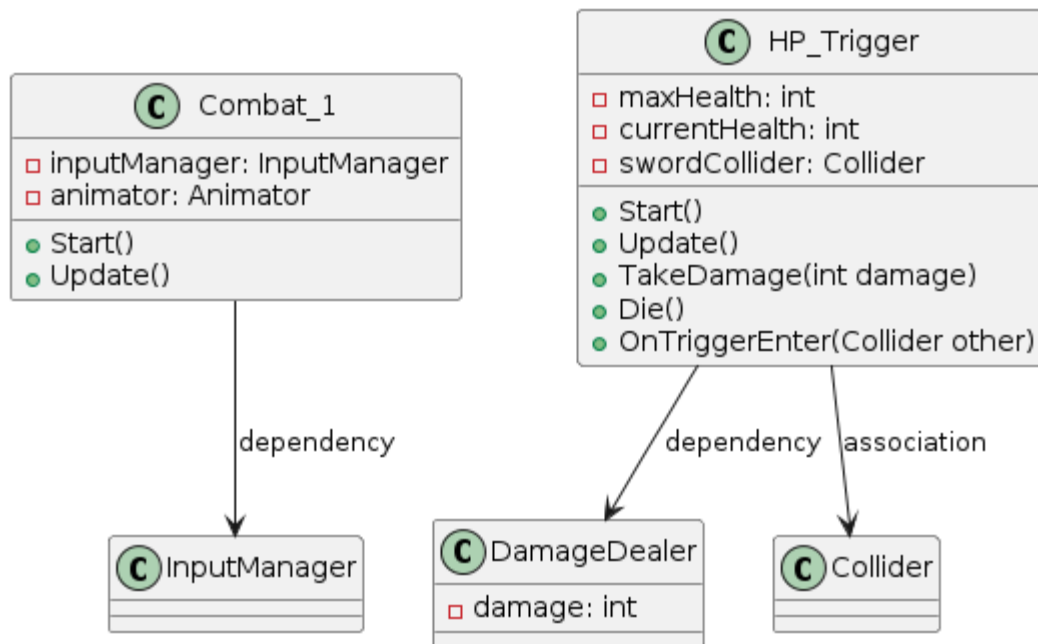 C Combat_1
inputManager: InputManager
animator: Animator
Start()
Update()
C HP_Trigger
maxHealth: int
currentHealth: int
swordCollider: Collider
Start()
Update()
TakeDamage(int damage)
Die()
OnTriggerEnter(Collider other)
dependency
dependency
association
C InputManager
C DamageDealer
damage: int
C Collider